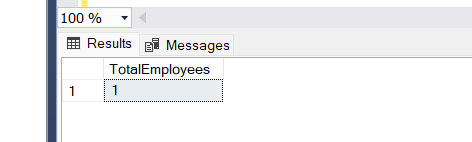 100 %
Results Messages
TotalEmployees
1 1